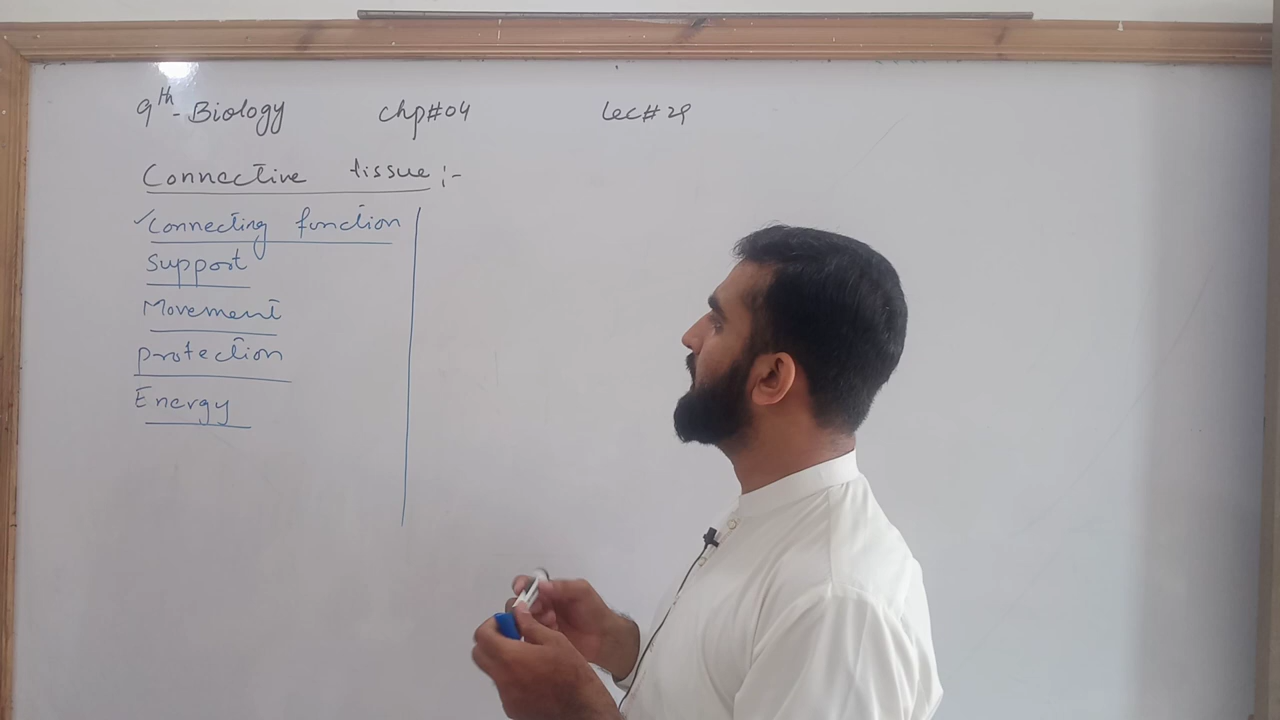 9th-Biology chp#04 Lec#29
Connective tissue :-
✓Connecting function
Support
Movement
protection
Energy